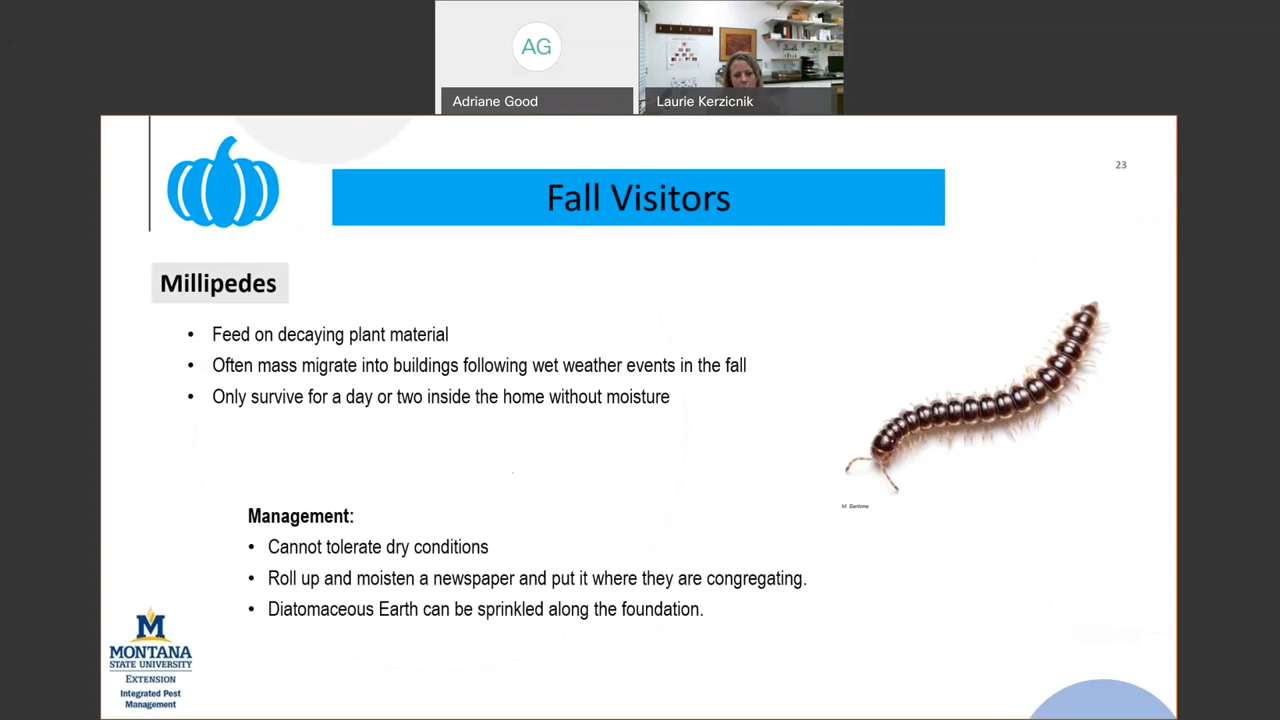 AG
Adriane Good
Laurie Kerzicnik
23
Fall Visitors
Millipedes
• Feed on decaying plant material
• Often mass migrate into buildings following wet weather events in the fall
• Only survive for a day or two inside the home without moisture
M. Bertone
Management:
• Cannot tolerate dry conditions
• Roll up and moisten a newspaper and put it where they are congregating.
• Diatomaceous Earth can be sprinkled along the foundation.
M
MONTANA
STATE UNIVERSITY
EXTENSION
Integrated Pest
Management